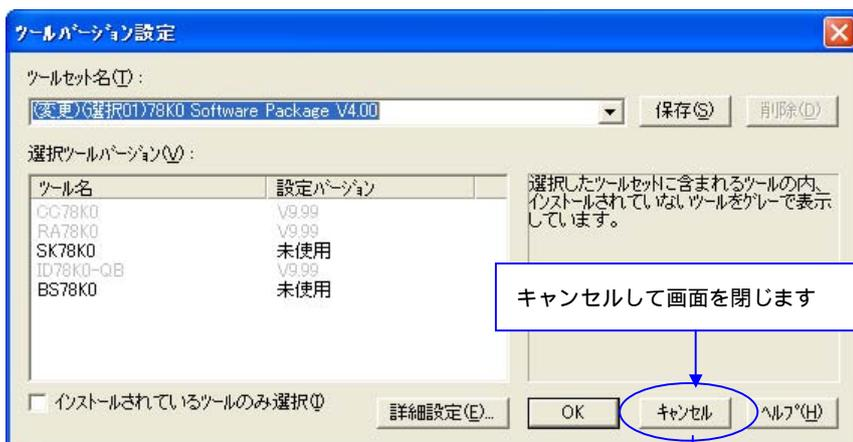 ツールバージョン設定
ツールセット名(T):
(変更)(選択01)78K0 Software Package V4.00
保存(S)
削除(D)
選択ツールバージョン(V):
ツール名 設定バージョン
CC78K0 V9.99
RA78K0 V9.99
SK78K0 未使用
ID78K0-QB V9.99
BS78K0 未使用
選択したツールセットに含まれるツールの内、
インストールされていないツールをグレーで表示
しています。
キャンセルして画面を閉じます
インストールされているツールのみ選択(I)
詳細設定(E)...
OK
キャンセル
ヘルプ(H)